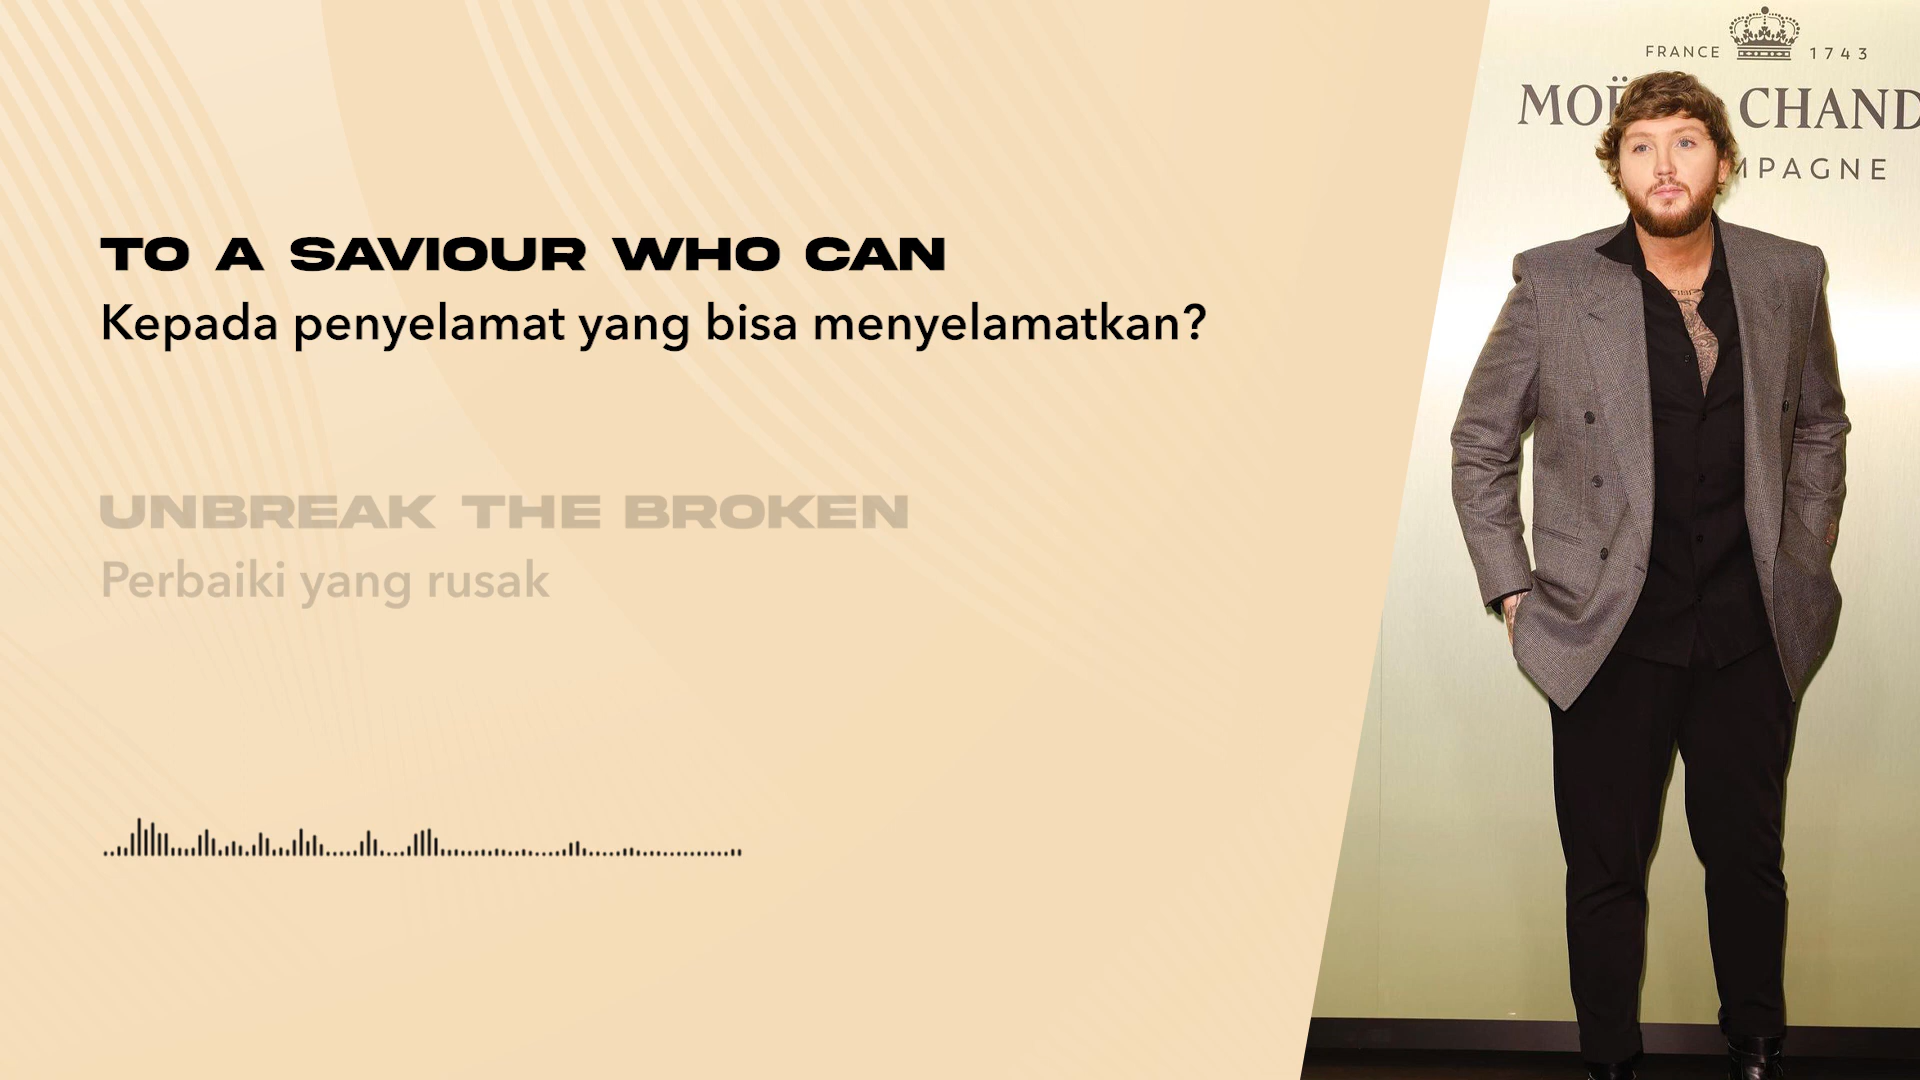 TO A SAVIOUR WHO CAN
Kepada penyelamat yang bisa menyelamatkan?
UNBREAK THE BROKEN
Perbaiki yang rusak
FRANCE 1743
MOË CHAND
MPAGNE